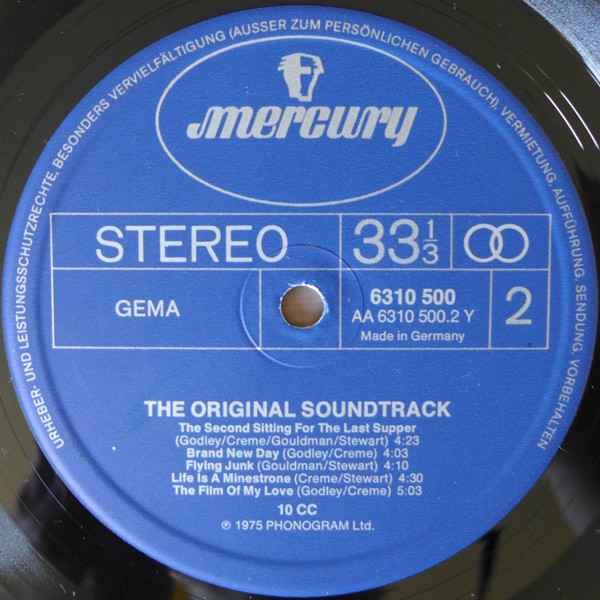 URHEBER- UND LEISTUNGSSCHUTZRECHTE, BESONDERS VERVIELFÄLTIGUNG (AUSSER ZUM PERSÖNLICHEN GEBRAUCH), VERMIETUNG, AUFFÜHRUNG, SENDUNG, VORBEHALTEN
mercury
STEREO 33 1/3
GEMA
6310 500
AA 6310 500.2 Y
Made in Germany
2
THE ORIGINAL SOUNDTRACK
The Second Sitting For The Last Supper
(Godley/Creme/Gouldman/Stewart) 4:23
Brand New Day (Godley/Creme) 4:03
Flying Junk (Gouldman/Stewart) 4:10
Life Is A Minestrone (Creme/Stewart) 4:30
The Film Of My Love (Godley/Creme) 5:03
10 CC
℗ 1975 PHONOGRAM Ltd.